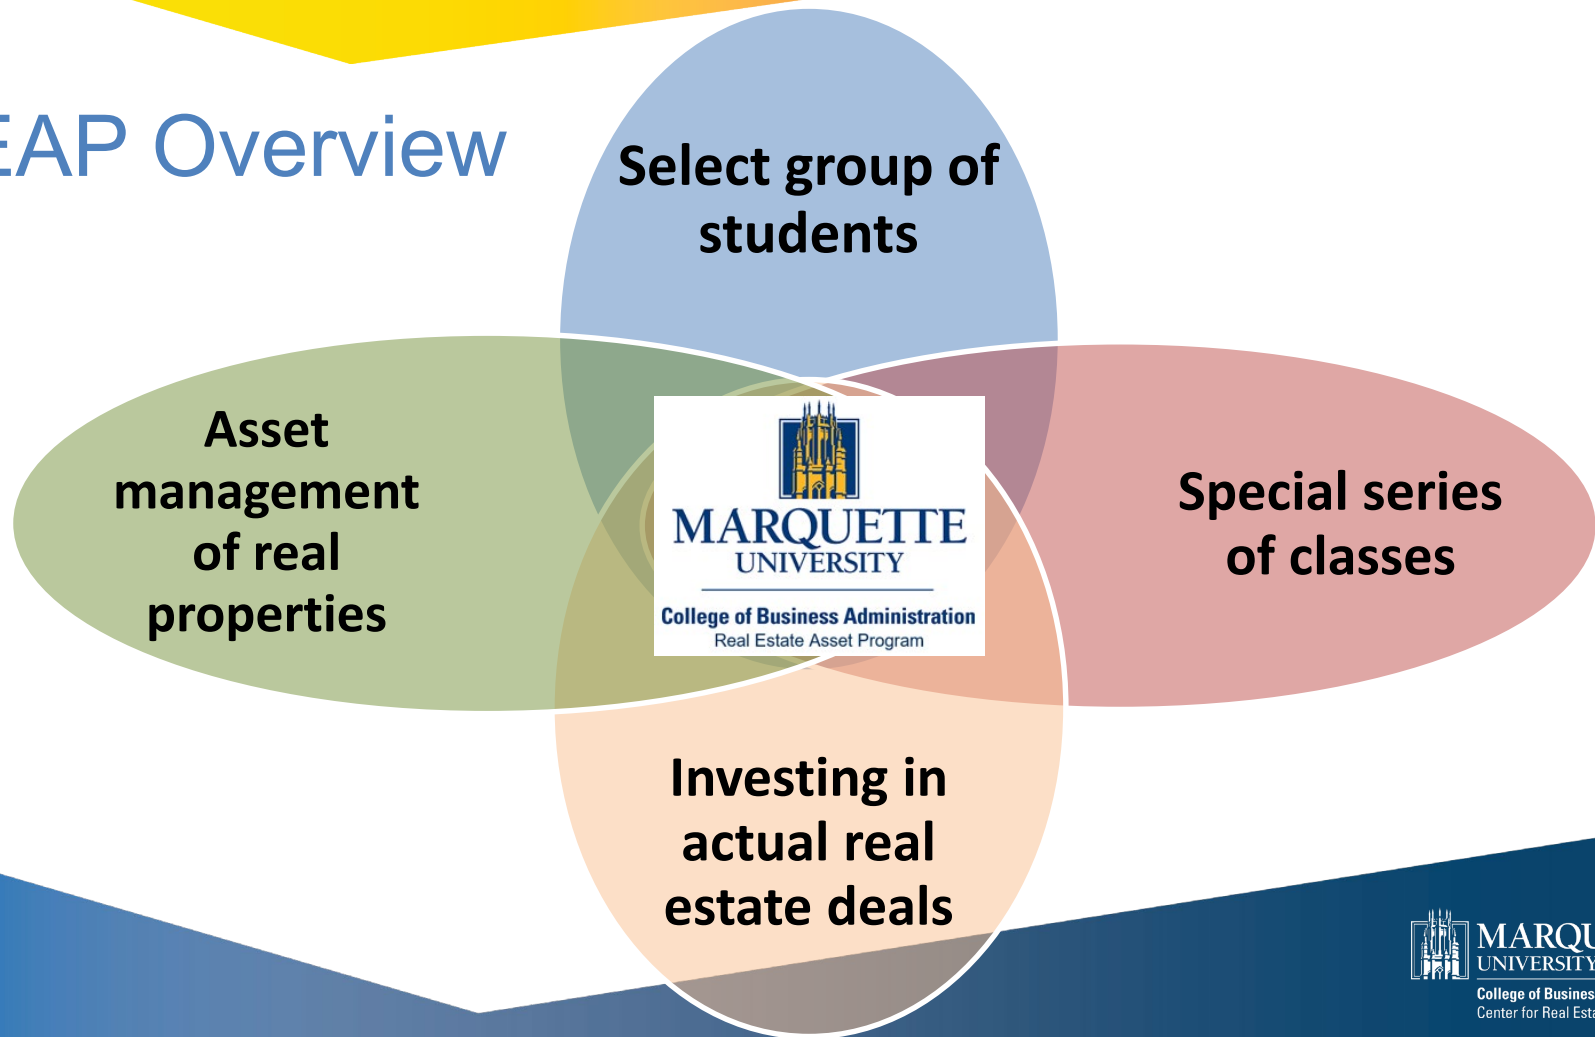 EAP Overview
Select group of
students
Asset
management
of real
properties
MARQUETTE
UNIVERSITY
College of Business Administration
Real Estate Asset Program
Special series
of classes
Investing in
actual real
estate deals
MARQU
UNIVERSITY
College of Busines
Center for Real Esta